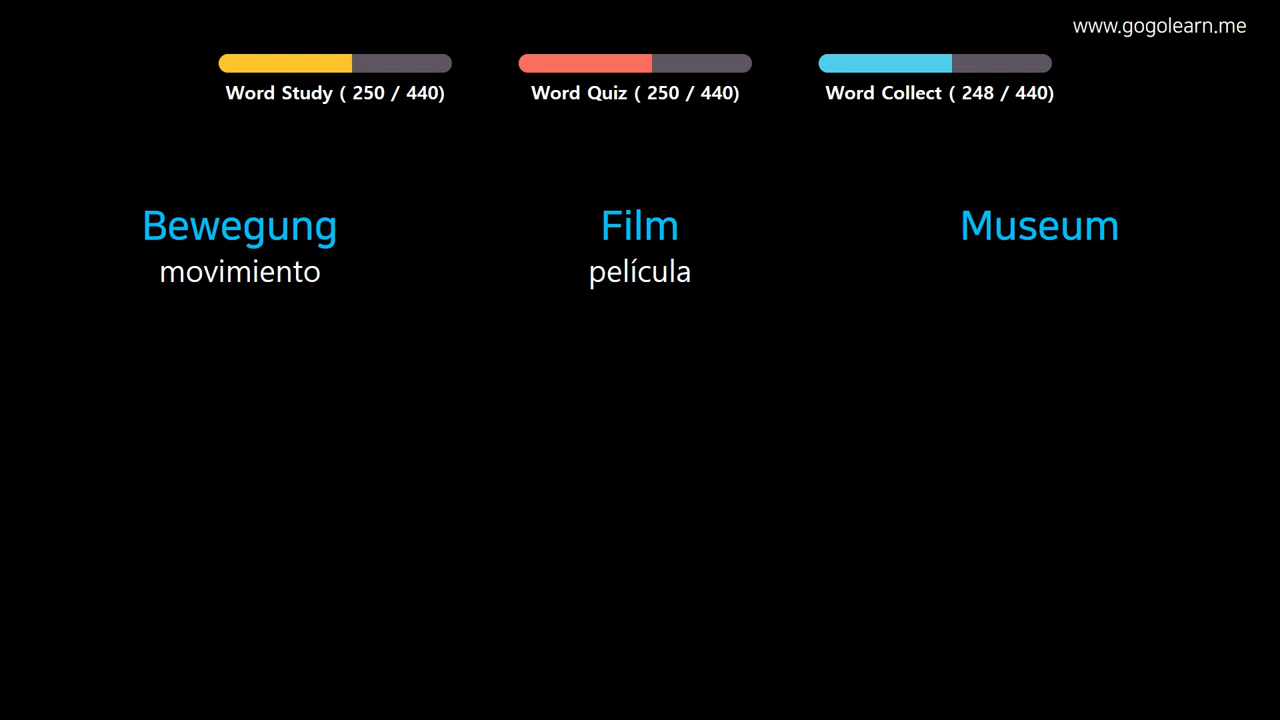 www.gogolearn.me
Word Study ( 250 / 440)
Word Quiz ( 250 / 440)
Word Collect ( 248 / 440)
Bewegung
movimiento
Film
película
Museum